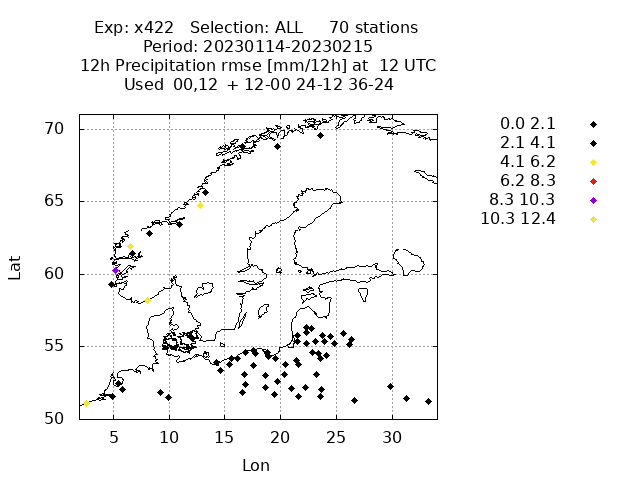 Exp: x422   Selection: ALL     70 stations
Period: 20230114-20230215
12h Precipitation rmse [mm/12h] at  12 UTC
Used  00,12  + 12-00 24-12 36-24
0.0 2.1
2.1 4.1
4.1 6.2
6.2 8.3
8.3 10.3
10.3 12.4
70
65
60
55
50
Lat
5 10 15 20 25 30
Lon